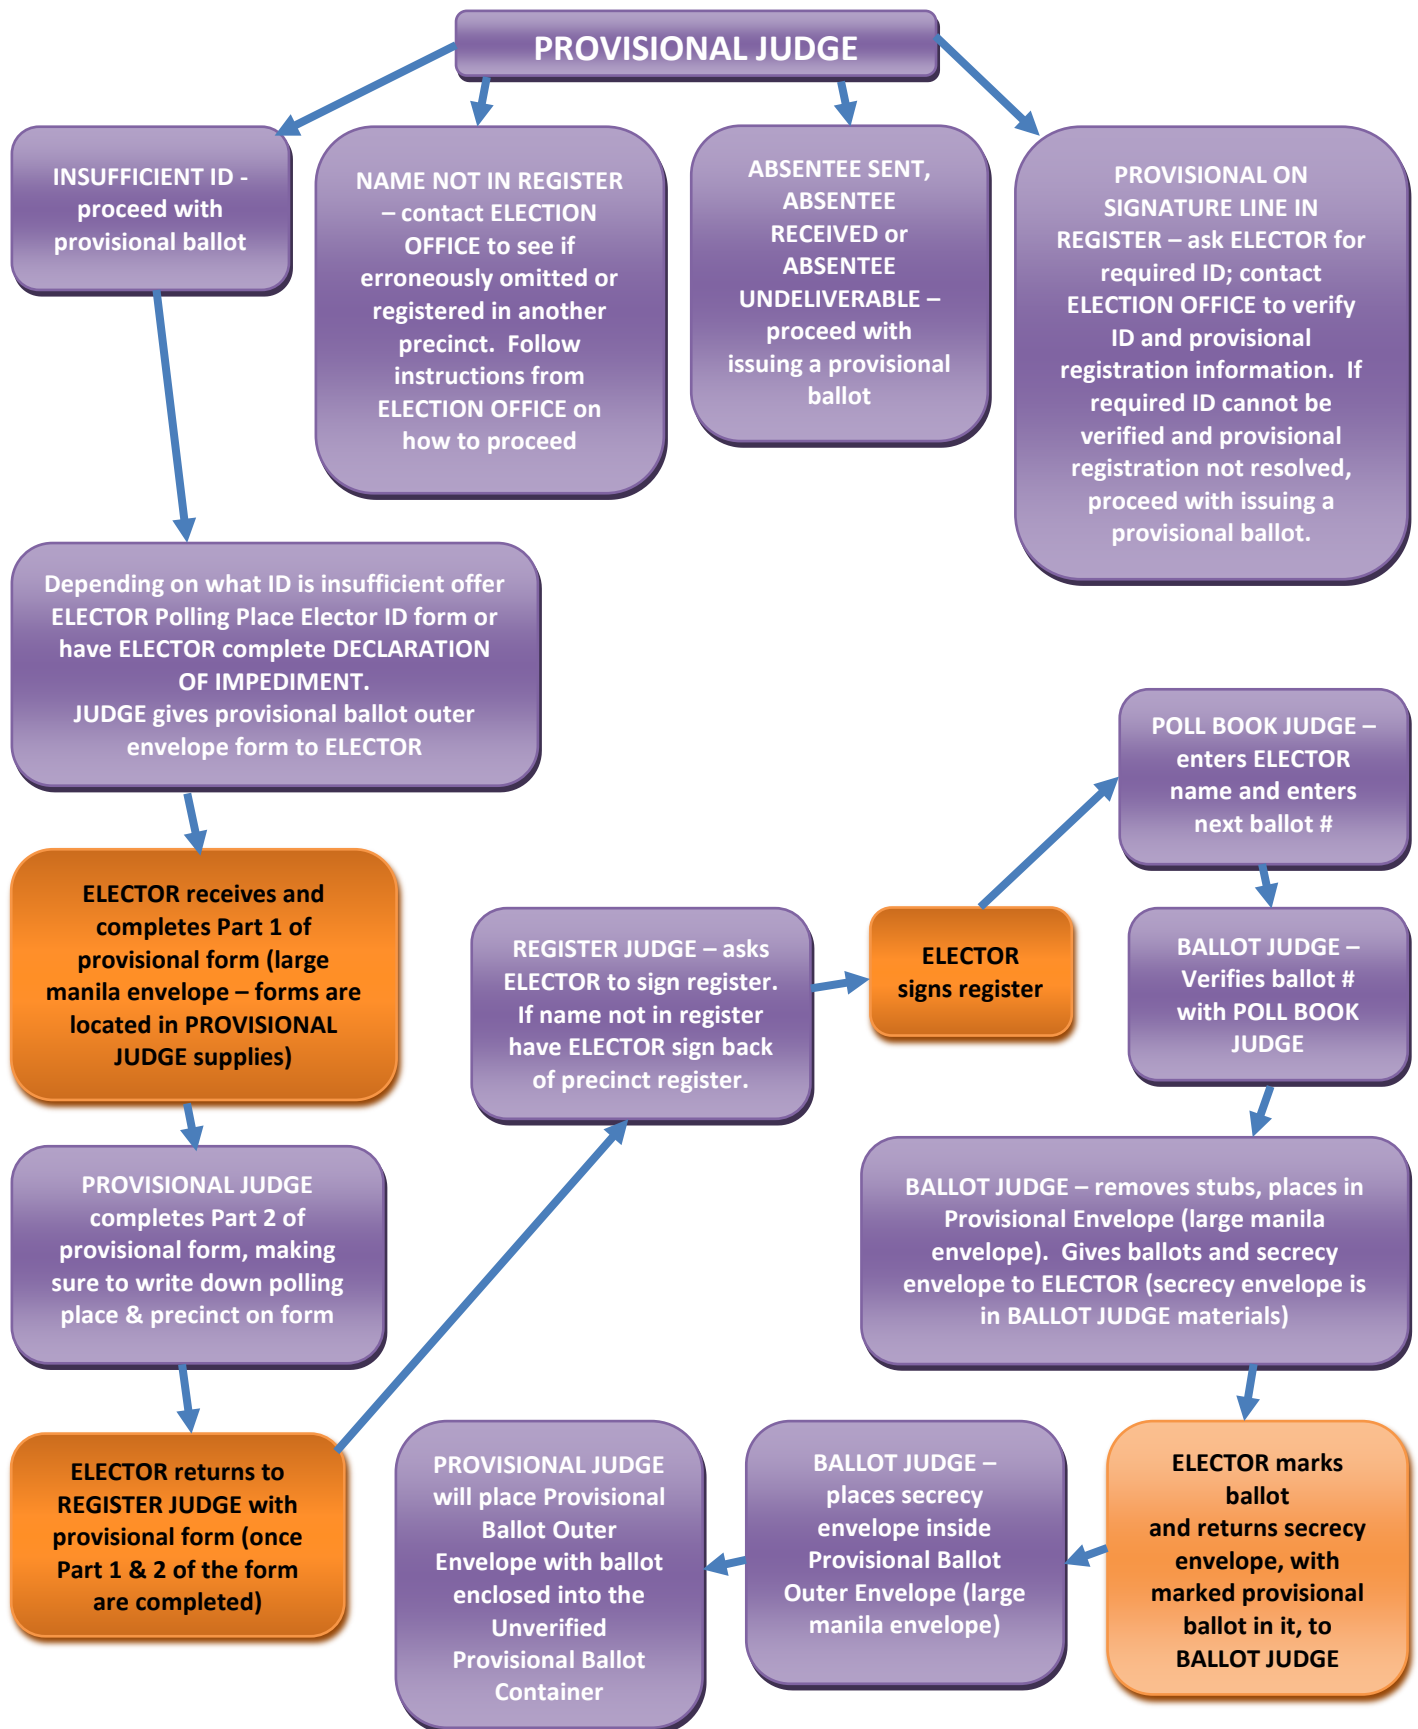 PROVISIONAL JUDGE
INSUFFICIENT ID -
proceed with
provisional ballot
NAME NOT IN REGISTER
– contact ELECTION
OFFICE to see if
erroneously omitted or
registered in another
precinct.  Follow
instructions from
ELECTION OFFICE on
how to proceed
ABSENTEE SENT,
ABSENTEE
RECEIVED or
ABSENTEE
UNDELIVERABLE –
proceed with
issuing a provisional
ballot
PROVISIONAL ON
SIGNATURE LINE IN
REGISTER – ask ELECTOR for
required ID; contact
ELECTION OFFICE to verify
ID and provisional
registration information.  If
required ID cannot be
verified and provisional
registration not resolved,
proceed with issuing a
provisional ballot.
Depending on what ID is insufficient offer
ELECTOR Polling Place Elector ID form or
have ELECTOR complete DECLARATION
OF IMPEDIMENT.
JUDGE gives provisional ballot outer
envelope form to ELECTOR
ELECTOR receives and
completes Part 1 of
provisional form (large
manila envelope – forms are
located in PROVISIONAL
JUDGE supplies)
PROVISIONAL JUDGE
completes Part 2 of
provisional form, making
sure to write down polling
place & precinct on form
ELECTOR returns to
REGISTER JUDGE with
provisional form (once
Part 1 & 2 of the form
are completed)
REGISTER JUDGE – asks
ELECTOR to sign register.
If name not in register
have ELECTOR sign back
of precinct register.
ELECTOR
signs register
POLL BOOK JUDGE –
enters ELECTOR
name and enters
next ballot #
BALLOT JUDGE –
Verifies ballot #
with POLL BOOK
JUDGE
BALLOT JUDGE – removes stubs, places in
Provisional Envelope (large manila
envelope).  Gives ballots and secrecy
envelope to ELECTOR (secrecy envelope is
in BALLOT JUDGE materials)
ELECTOR marks
ballot
and returns secrecy
envelope, with
marked provisional
ballot in it, to
BALLOT JUDGE
BALLOT JUDGE –
places secrecy
envelope inside
Provisional Ballot
Outer Envelope (large
manila envelope)
PROVISIONAL JUDGE
will place Provisional
Ballot Outer
Envelope with ballot
enclosed into the
Unverified
Provisional Ballot
Container